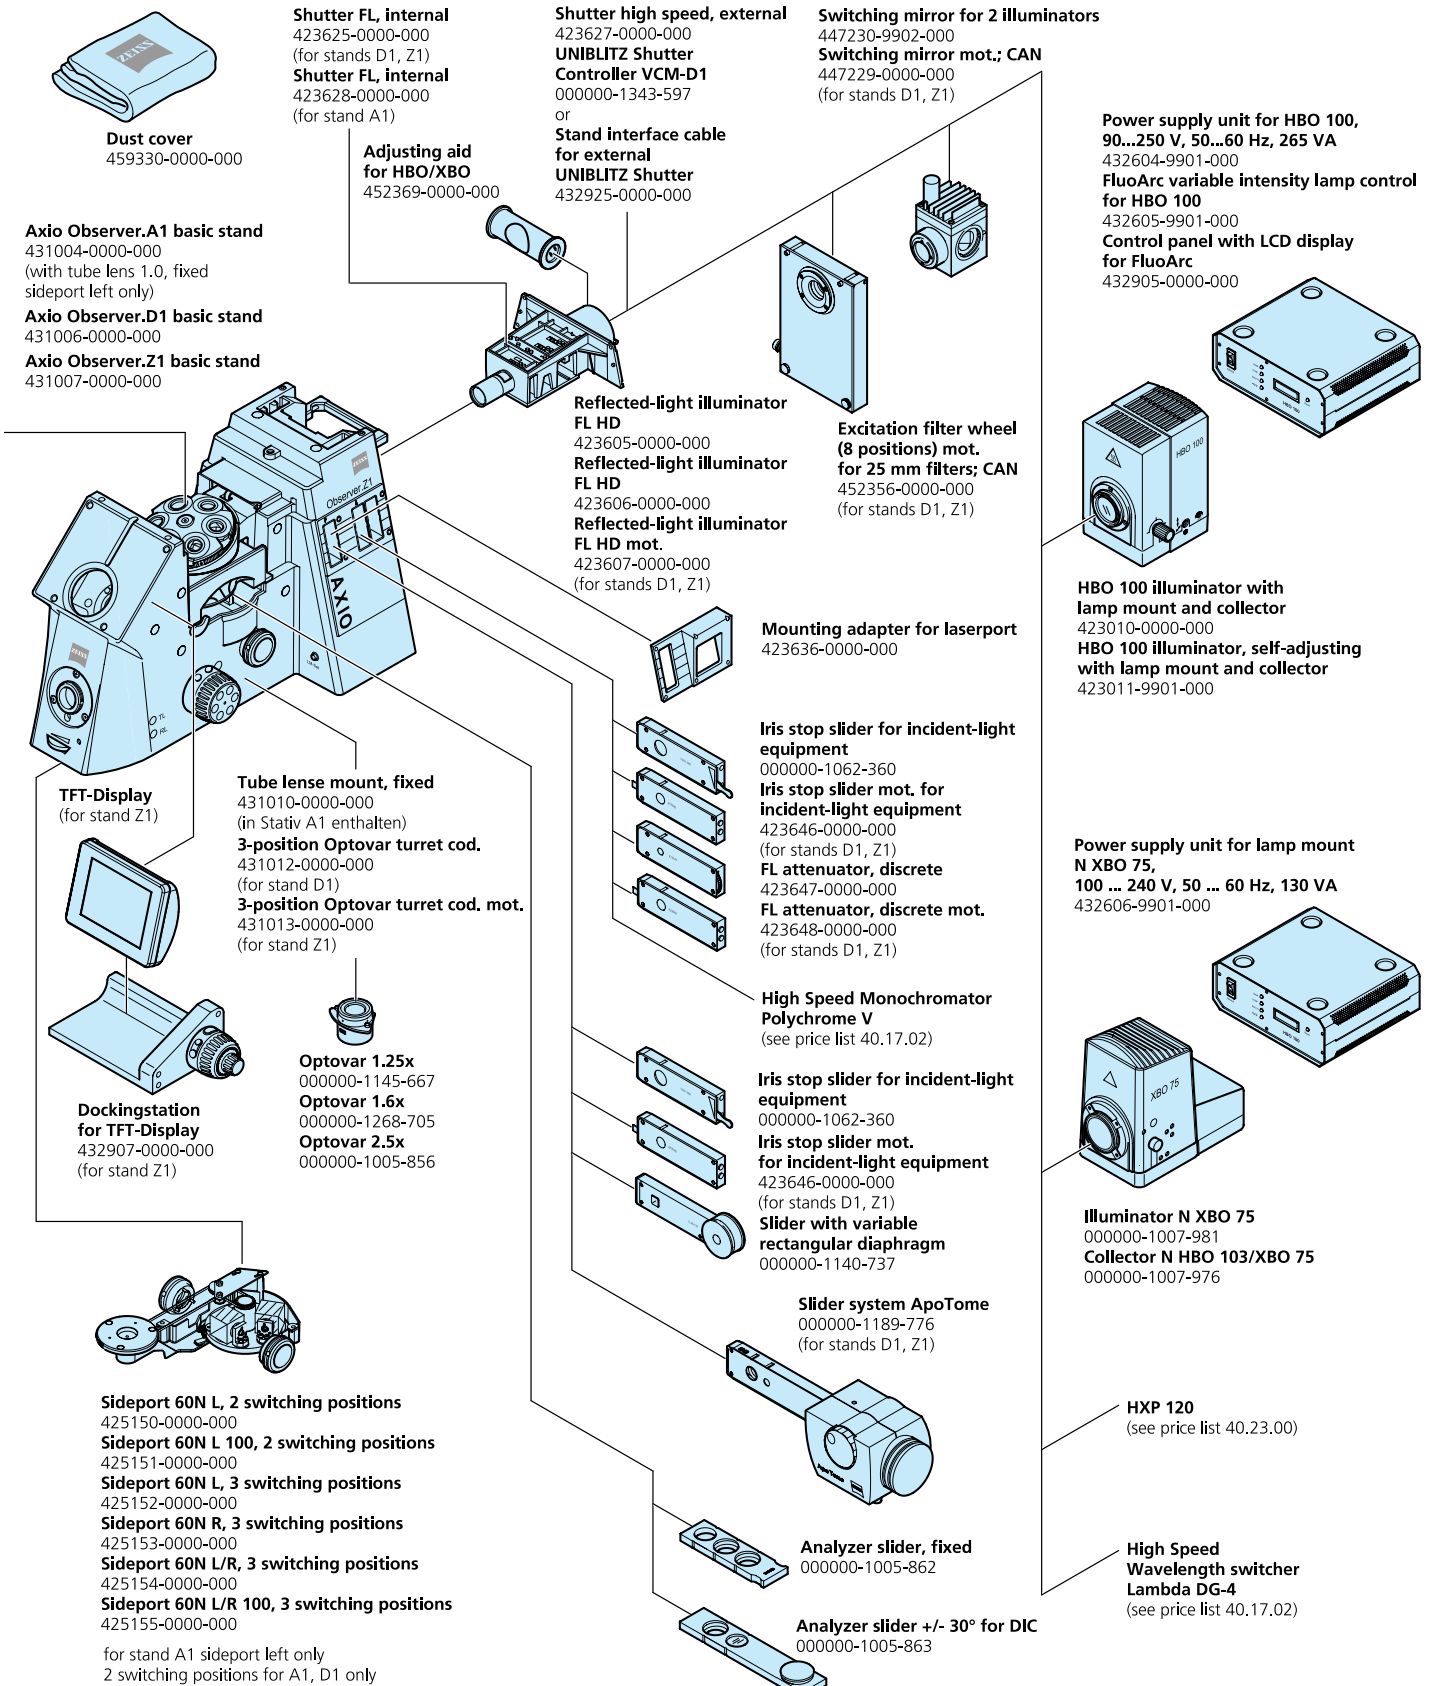 ZEISS
Dust cover
459330-0000-000
Shutter FL, internal
423625-0000-000
(for stands D1, Z1)
Shutter FL, internal
423628-0000-000
(for stand A1)
Adjusting aid
for HBO/XBO
452369-0000-000
Shutter high speed, external
423627-0000-000
UNIBLITZ Shutter
Controller VCM-D1
000000-1343-597
or
Stand interface cable
for external
UNIBLITZ Shutter
432925-0000-000
Switching mirror for 2 illuminators
447230-9902-000
Switching mirror mot.; CAN
447229-0000-000
(for stands D1, Z1)
Power supply unit for HBO 100,
90...250 V, 50...60 Hz, 265 VA
432604-9901-000
FluoArc variable intensity lamp control
for HBO 100
432605-9901-000
Control panel with LCD display
for FluoArc
432905-0000-000
Axio Observer.A1 basic stand
431004-0000-000
(with tube lens 1.0, fixed
sideport left only)
Axio Observer.D1 basic stand
431006-0000-000
Axio Observer.Z1 basic stand
431007-0000-000
Reflected-light illuminator
FL HD
423605-0000-000
Reflected-light illuminator
FL HD
423606-0000-000
Reflected-light illuminator
FL HD mot.
423607-0000-000
(for stands D1, Z1)
Excitation filter wheel
(8 positions) mot.
for 25 mm filters; CAN
452356-0000-000
(for stands D1, Z1)
HBO 100
HBO 100
HBO 100 illuminator with
lamp mount and collector
423010-0000-000
HBO 100 illuminator, self-adjusting
with lamp mount and collector
423011-9901-000
ZEISS
Observer.Z1
AXIO
ZEISS
TL
RL
Mounting adapter for laserport
423636-0000-000
Iris stop slider for incident-light
equipment
000000-1062-360
Iris stop slider mot. for
incident-light equipment
423646-0000-000
(for stands D1, Z1)
FL attenuator, discrete
423647-0000-000
FL attenuator, discrete mot.
423648-0000-000
(for stands D1, Z1)
TFT-Display
(for stand Z1)
Tube lense mount, fixed
431010-0000-000
(in Stativ A1 enthalten)
3-position Optovar turret cod.
431012-0000-000
(for stand D1)
3-position Optovar turret cod. mot.
431013-0000-000
(for stand Z1)
Power supply unit for lamp mount
N XBO 75,
100 ... 240 V, 50 ... 60 Hz, 130 VA
432606-9901-000
HBO 100
XBO 75
High Speed Monochromator
Polychrome V
(see price list 40.17.02)
Optovar 1.25x
000000-1145-667
Optovar 1.6x
000000-1268-705
Optovar 2.5x
000000-1005-856
Dockingstation
for TFT-Display
432907-0000-000
(for stand Z1)
Iris stop slider for incident-light
equipment
000000-1062-360
Iris stop slider mot.
for incident-light equipment
423646-0000-000
(for stands D1, Z1)
Slider with variable
rectangular diaphragm
000000-1140-737
Illuminator N XBO 75
000000-1007-981
Collector N HBO 103/XBO 75
000000-1007-976
Slider system ApoTome
000000-1189-776
(for stands D1, Z1)
ApoTome
Sideport 60N L, 2 switching positions
425150-0000-000
Sideport 60N L 100, 2 switching positions
425151-0000-000
Sideport 60N L, 3 switching positions
425152-0000-000
Sideport 60N R, 3 switching positions
425153-0000-000
Sideport 60N L/R, 3 switching positions
425154-0000-000
Sideport 60N L/R 100, 3 switching positions
425155-0000-000
for stand A1 sideport left only
2 switching positions for A1, D1 only
HXP 120
(see price list 40.23.00)
Analyzer slider, fixed
000000-1005-862
Analyzer slider +/- 30° for DIC
000000-1005-863
High Speed
Wavelength switcher
Lambda DG-4
(see price list 40.17.02)